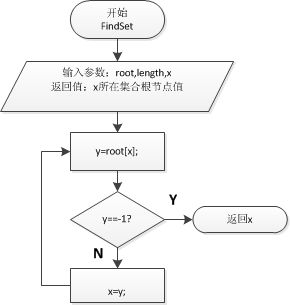 开始
FindSet
输入参数：root,length,x
返回值：x所在集合根节点值
y=root[x];
Y
y==-1?
返回x
N
x=y;